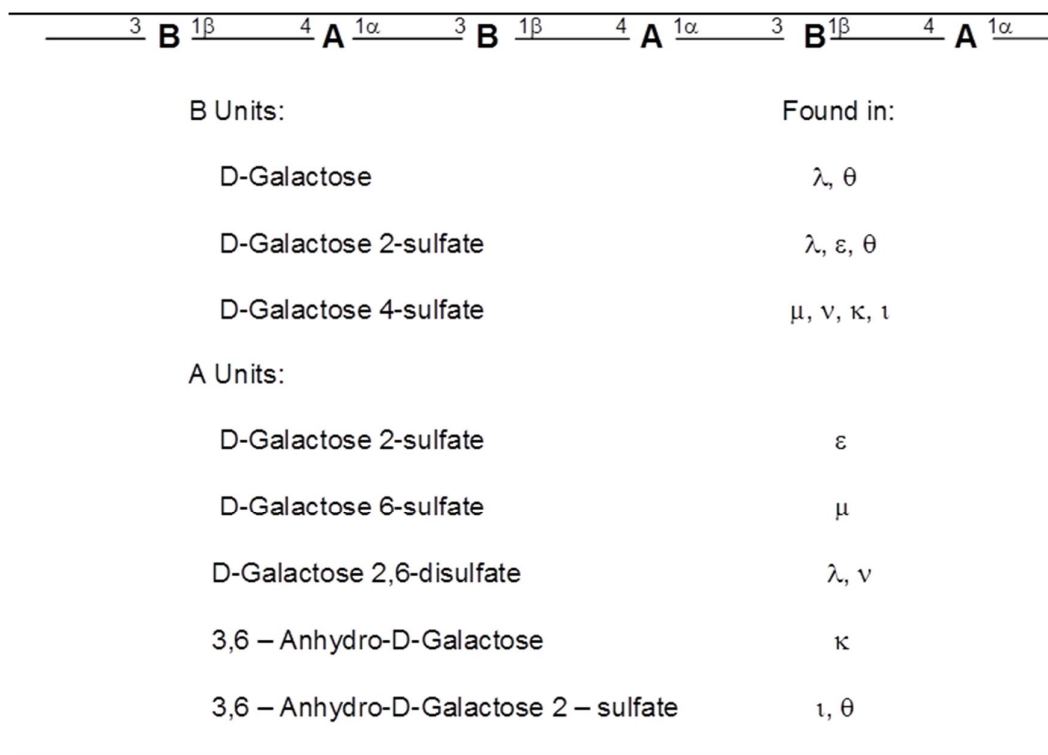 3 B 1β 4 A 1α 3 B 1β 4 A 1α 3 B 1β 4 A 1α
B Units: Found in:
D-Galactose λ, θ
D-Galactose 2-sulfate λ, ε, θ
D-Galactose 4-sulfate μ, ν, κ, ι
A Units:
D-Galactose 2-sulfate ε
D-Galactose 6-sulfate μ
D-Galactose 2,6-disulfate λ, ν
3,6 – Anhydro-D-Galactose κ
3,6 – Anhydro-D-Galactose 2 – sulfate ι, θ